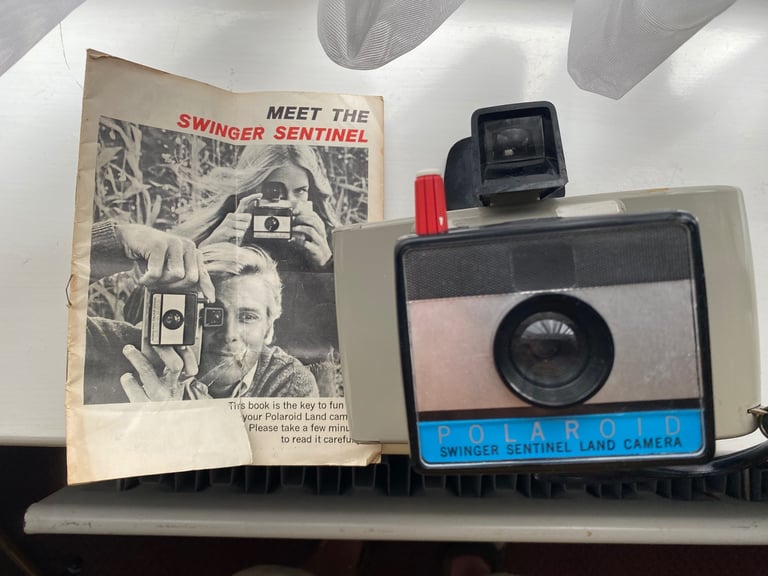 MEET THE
SWINGER SENTINEL
This book is the key to fun
your Polaroid Land cam
Please take a few minu
to read it careful
POLAROID
SWINGER SENTINEL LAND CAMERA